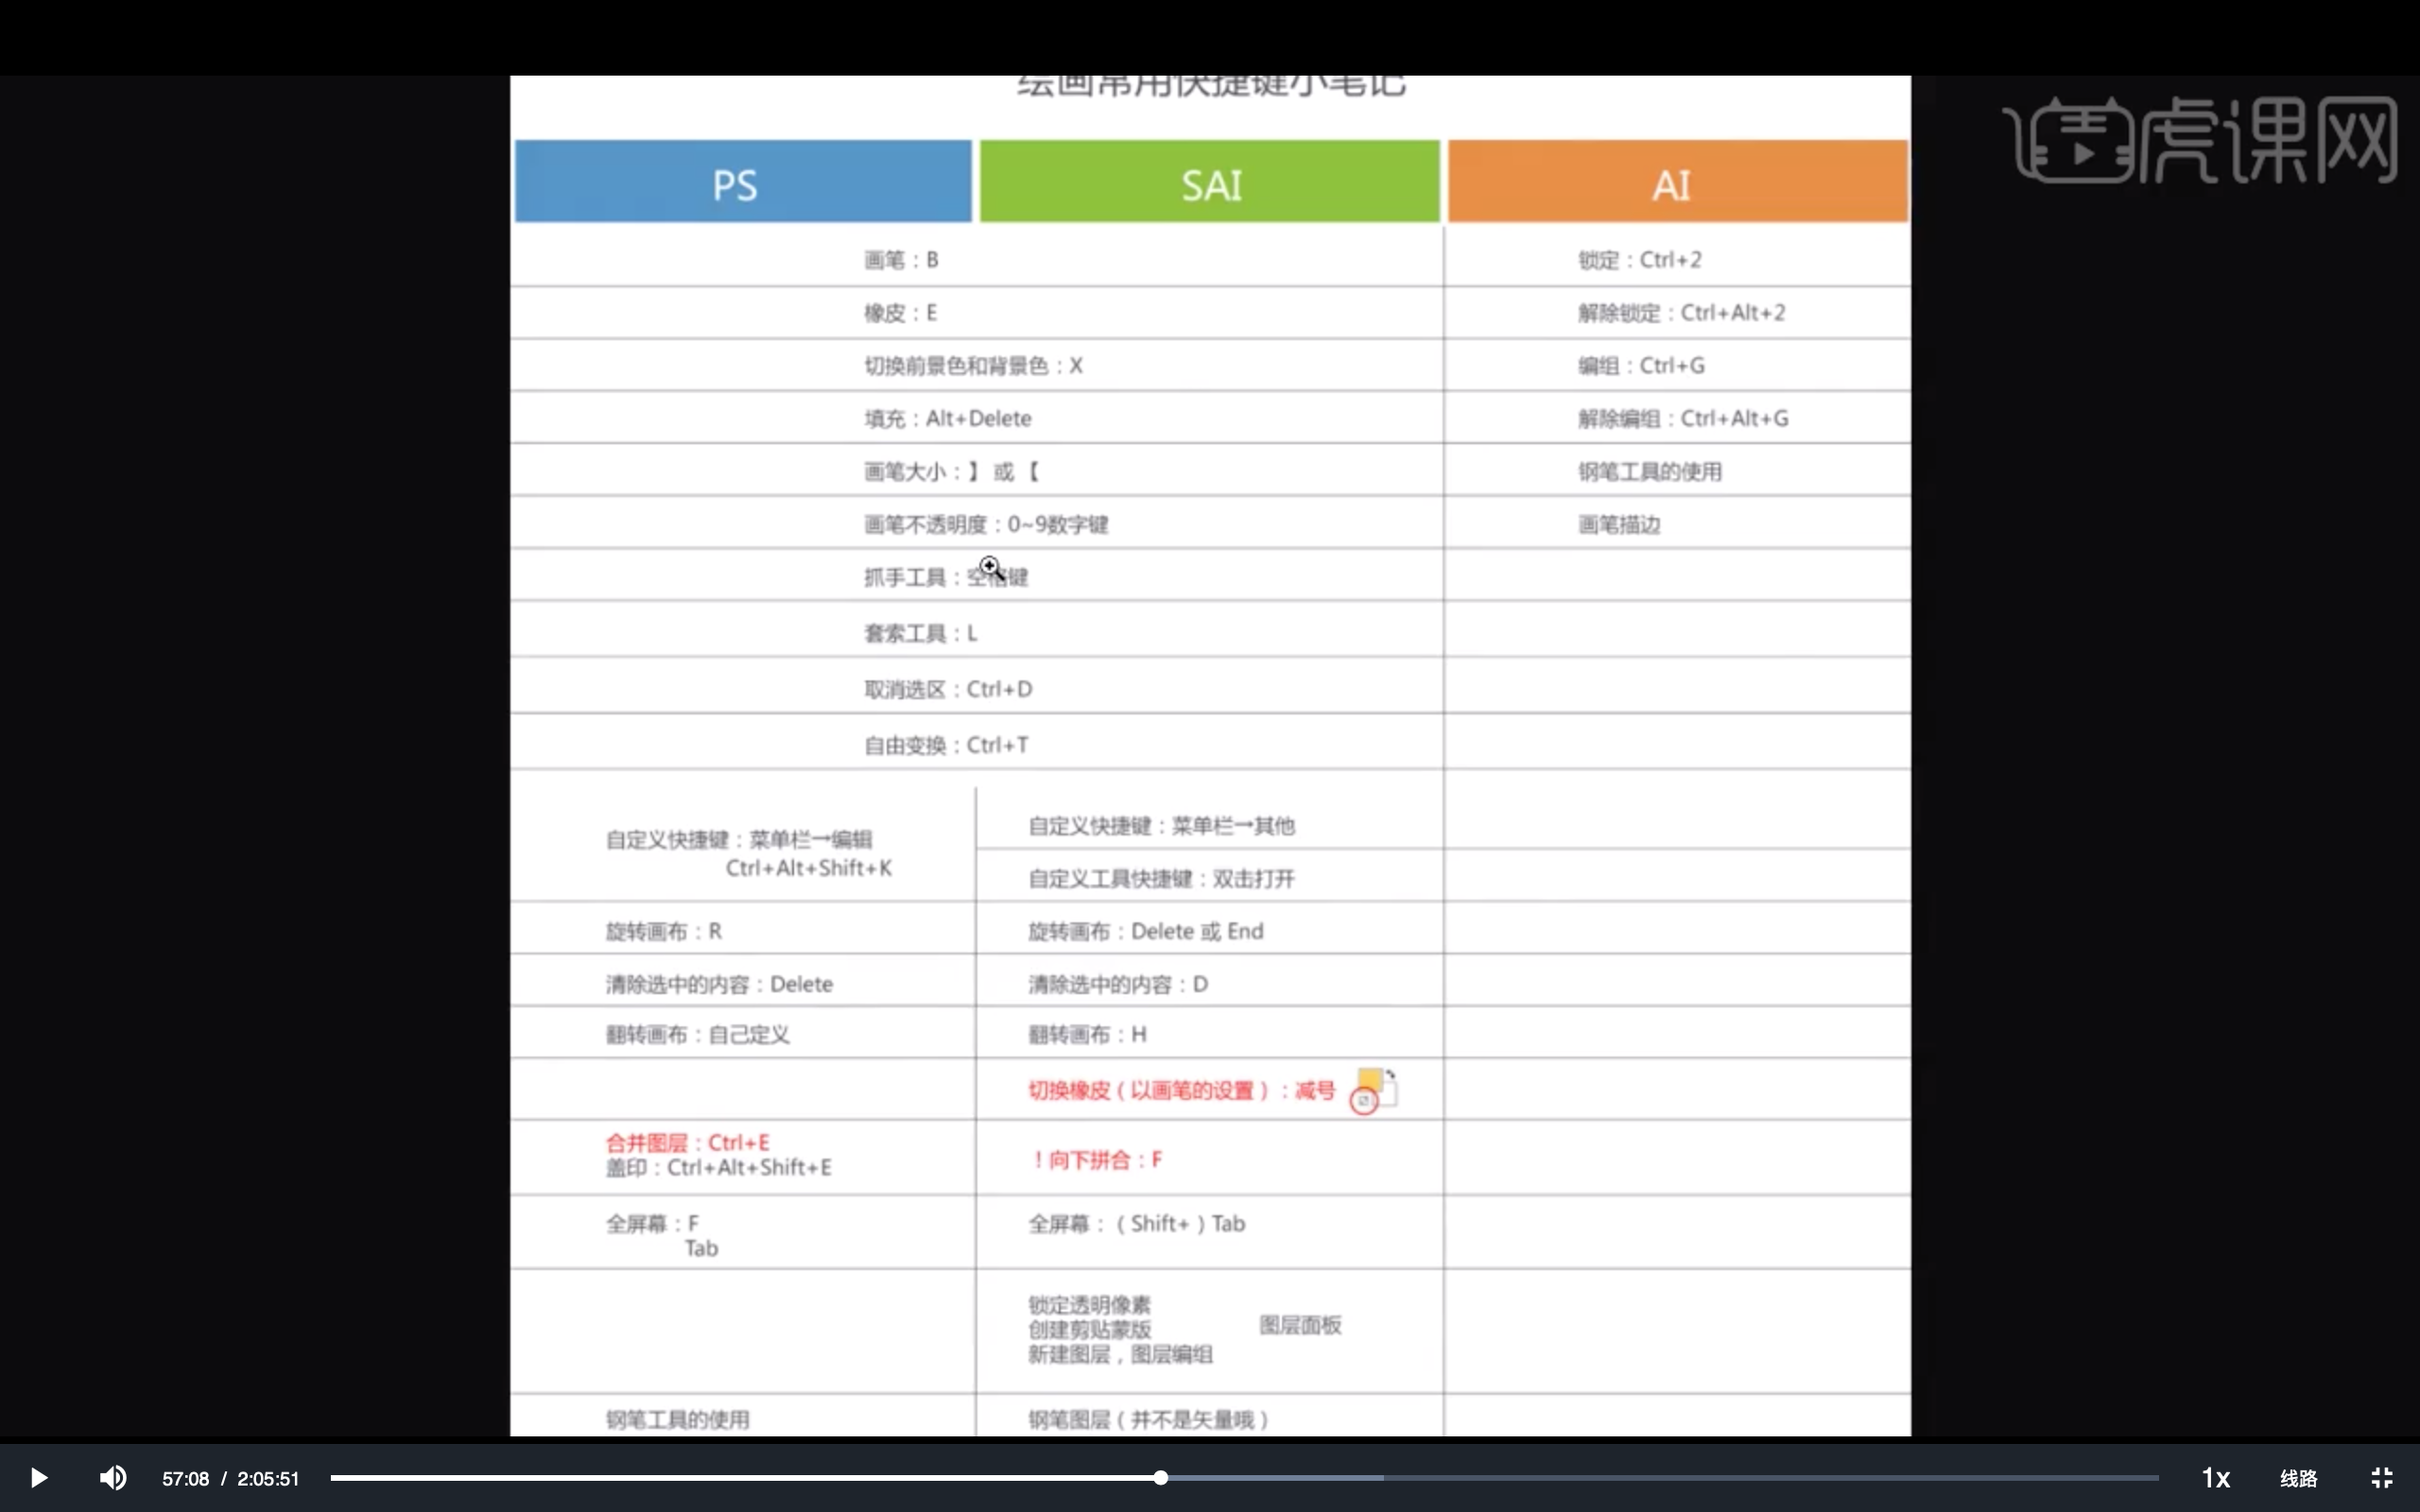 绘画常用快捷键小笔记
虎课网
PS
SAI
AI
画笔：B
锁定：Ctrl+2
橡皮：E
解除锁定：Ctrl+Alt+2
切换前景色和背景色：X
编组：Ctrl+G
填充：Alt+Delete
解除编组：Ctrl+Alt+G
画笔大小：】 或 【
钢笔工具的使用
画笔不透明度：0~9数字键
画笔描边
抓手工具：空格键
套索工具：L
取消选区：Ctrl+D
自由变换：Ctrl+T
自定义快捷键：菜单栏→编辑
Ctrl+Alt+Shift+K
自定义快捷键：菜单栏→其他
自定义工具快捷键：双击打开
旋转画布：R
旋转画布：Delete 或 End
清除选中的内容：Delete
清除选中的内容：D
翻转画布：自己定义
翻转画布：H
切换橡皮（以画笔的设置）：减号
合并图层：Ctrl+E
盖印：Ctrl+Alt+Shift+E
！向下拼合：F
全屏幕：F
Tab
全屏幕：（Shift+）Tab
锁定透明像素
创建剪贴蒙版
新建图层，图层编组
图层面板
钢笔工具的使用
钢笔图层（并不是矢量哦）
57:08 / 2:05:51
1x
线路